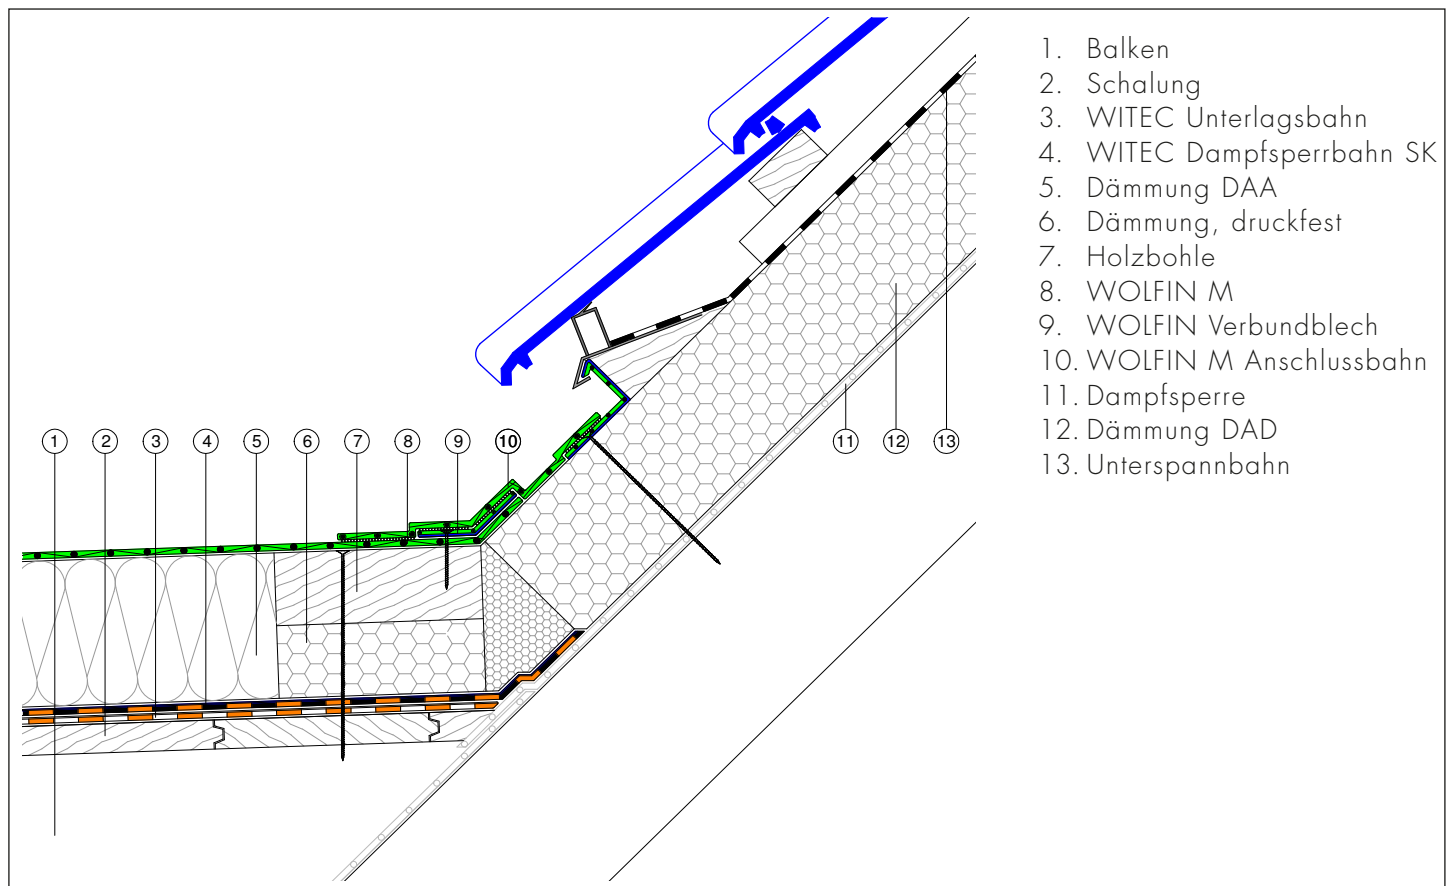 1. Balken
2. Schalung
3. WITEC Unterlagsbahn
4. WITEC Dampfsperrbahn SK
5. Dämmung DAA
6. Dämmung, druckfest
7. Holzbohle
8. WOLFIN M
9. WOLFIN Verbundblech
10. WOLFIN M Anschlussbahn
11. Dampfsperre
12. Dämmung DAD
13. Unterspannbahn
1 2 3 4 5 6 7 8 9 10 11 12 13